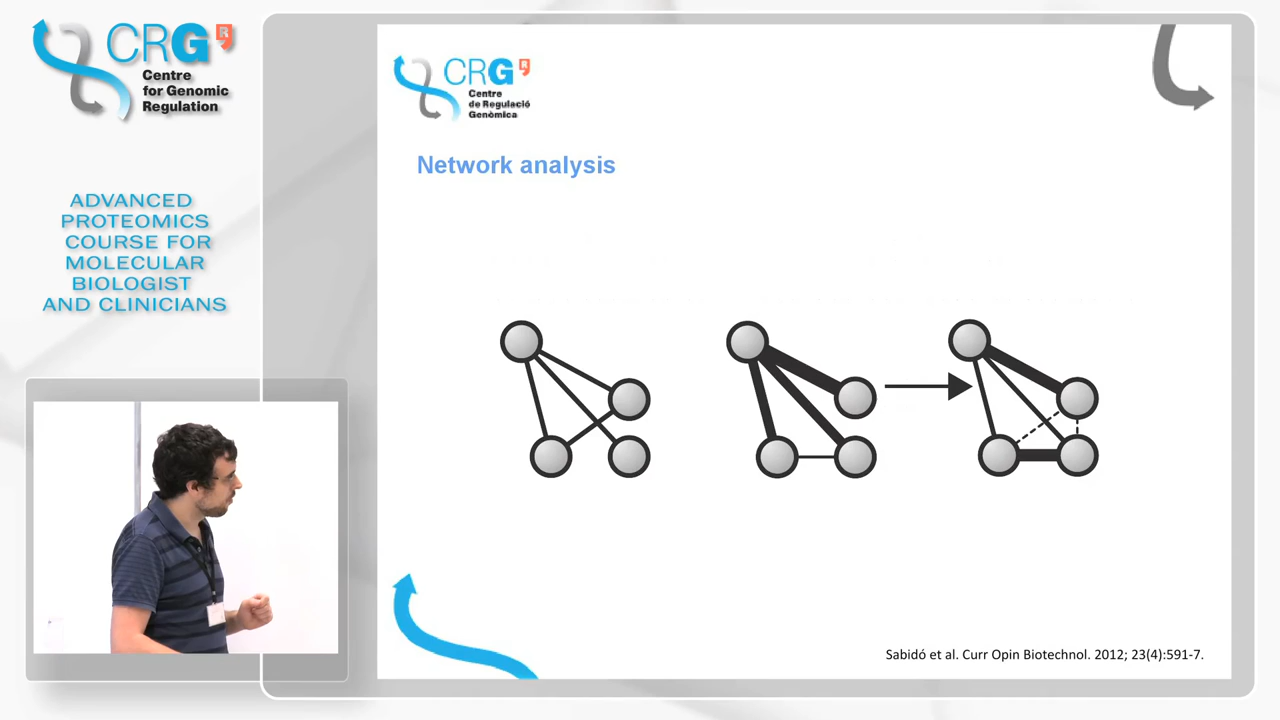 CRG R
Centre
for Genomic
Regulation
ADVANCED
PROTEOMICS
COURSE FOR
MOLECULAR
BIOLOGIST
AND CLINICIANS
CRG R
Centre
de Regulació
Genòmica
Network analysis
Sabidó et al. Curr Opin Biotechnol. 2012; 23(4):591-7.